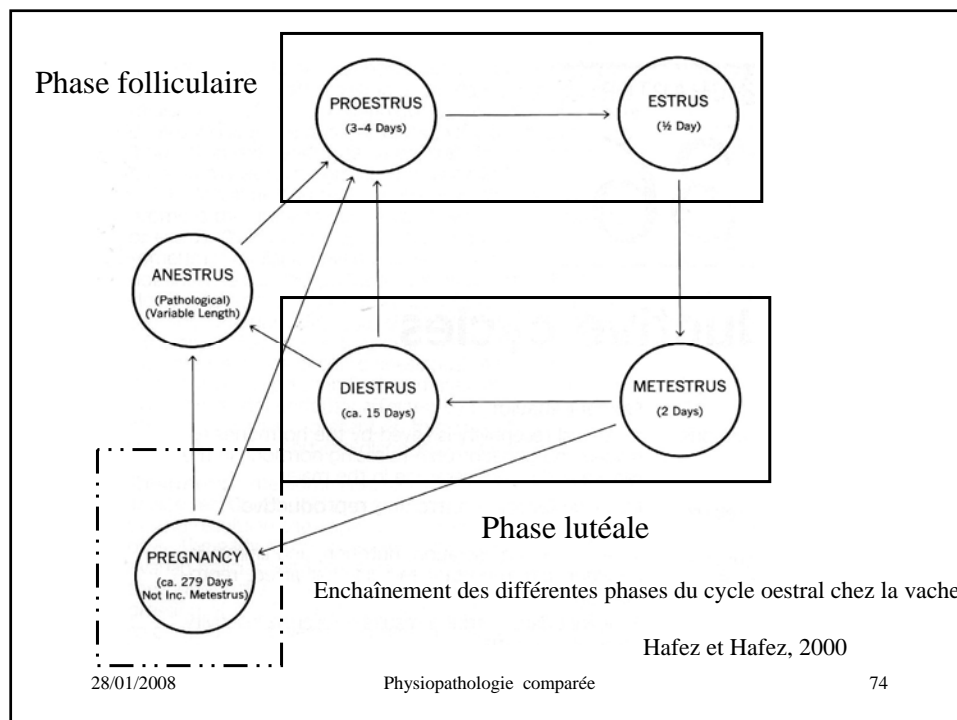 Phase folliculaire
PROESTRUS
(3–4 Days)
ESTRUS
(½ Day)
ANESTRUS
(Pathological)
(Variable Length)
DIESTRUS
(ca. 15 Days)
METESTRUS
(2 Days)
Phase lutéale
PREGNANCY
(ca. 279 Days
Not Inc. Metestrus)
Enchaînement des différentes phases du cycle oestral chez la vache
Hafez et Hafez, 2000
28/01/2008
Physiopathologie comparée
74